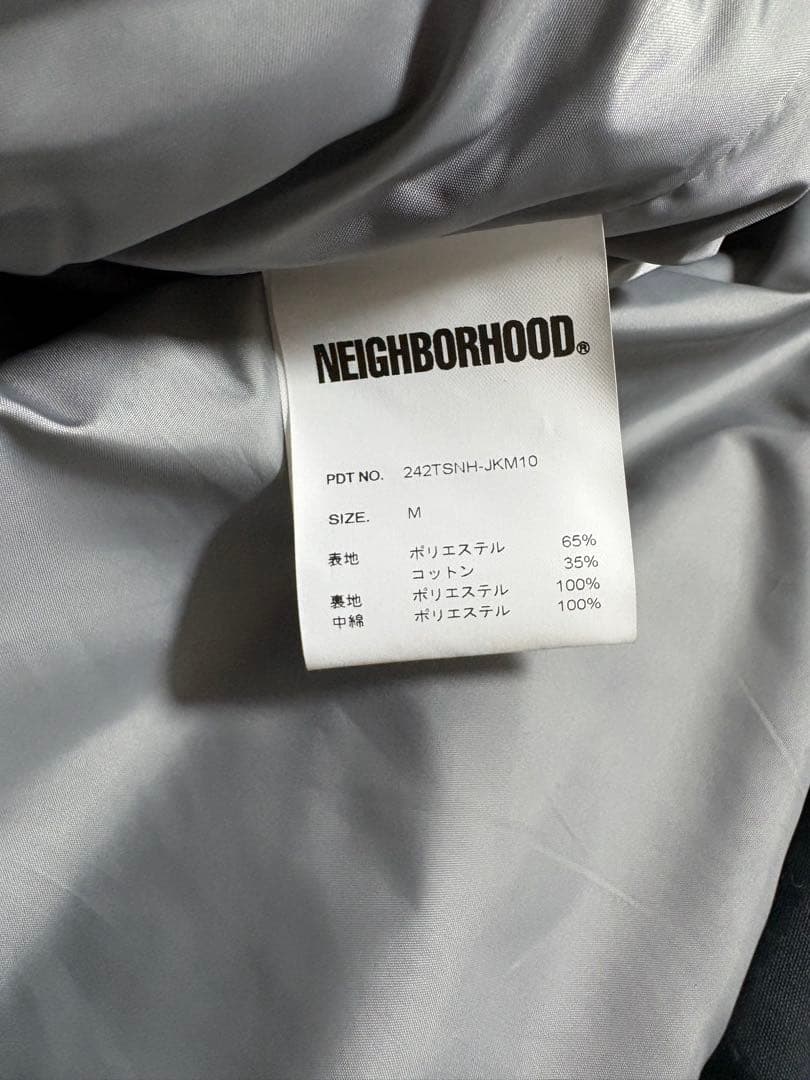 NEIGHBORHOOD®
PDT NO. 242TSNH-JKM10
SIZE. M
表地 ポリエステル 65%
コットン 35%
裏地 ポリエステル 100%
中綿 ポリエステル 100%